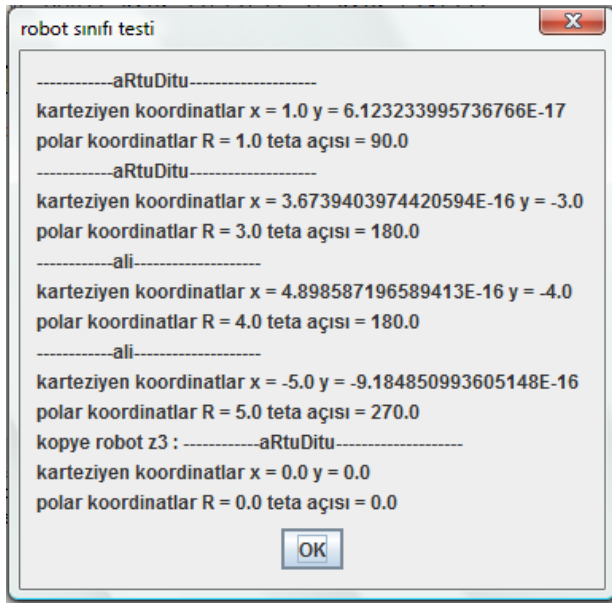 robot sınıfı testi
------------aRtuDitu--------------------
karteziyen koordinatlar x = 1.0 y = 6.123233995736766E-17
polar koordinatlar R = 1.0 teta açısı = 90.0
------------aRtuDitu--------------------
karteziyen koordinatlar x = 3.6739403974420594E-16 y = -3.0
polar koordinatlar R = 3.0 teta açısı = 180.0
------------ali--------------------
karteziyen koordinatlar x = 4.898587196589413E-16 y = -4.0
polar koordinatlar R = 4.0 teta açısı = 180.0
------------ali--------------------
karteziyen koordinatlar x = -5.0 y = -9.184850993605148E-16
polar koordinatlar R = 5.0 teta açısı = 270.0
kopye robot z3 : ------------aRtuDitu--------------------
karteziyen koordinatlar x = 0.0 y = 0.0
polar koordinatlar R = 0.0 teta açısı = 0.0
OK